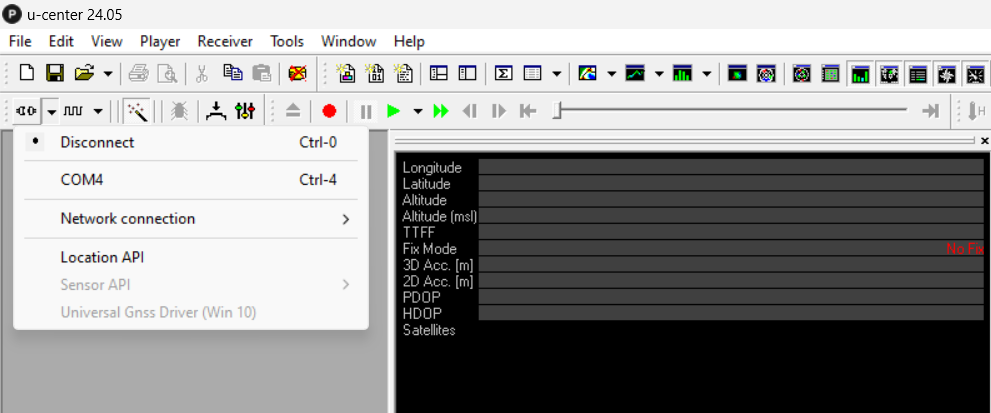 u-center 24.05
File Edit View Player Receiver Tools Window Help
Disconnect Ctrl-0
COM4 Ctrl-4
Network connection
Location API
Sensor API
Universal Gnss Driver (Win 10)
Longitude
Latitude
Altitude
Altitude (msl)
TTFF
Fix Mode No Fix
3D Acc. [m]
2D Acc. [m]
PDOP
HDOP
Satellites